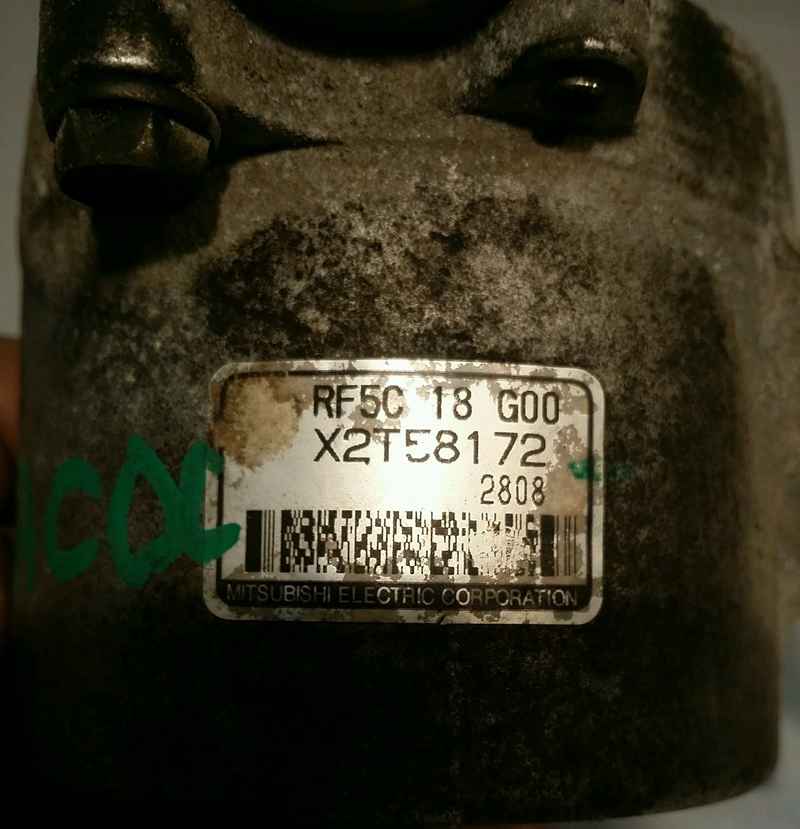 RF5C 18 G00
X2T58172
2808
MITSUBISHI ELECTRIC CORPORATION